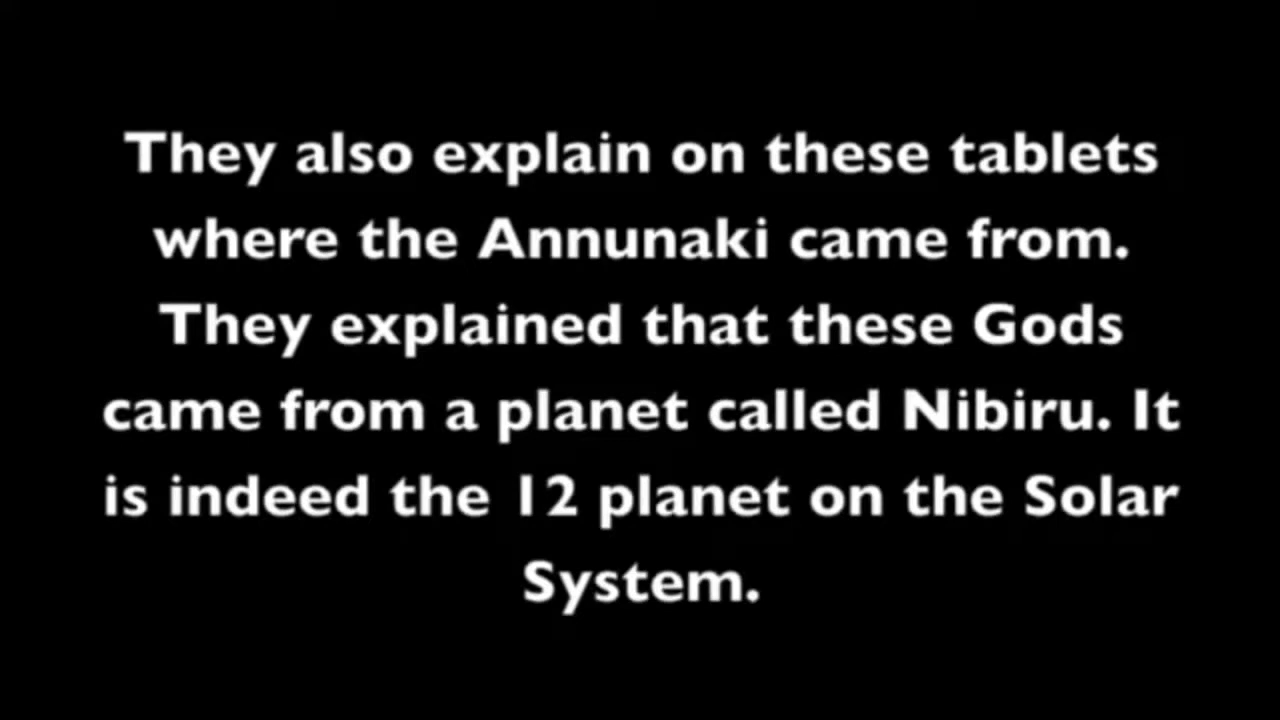 They also explain on these tablets
where the Annunaki came from.
They explained that these Gods
came from a planet called Nibiru. It
is indeed the 12 planet on the Solar
System.